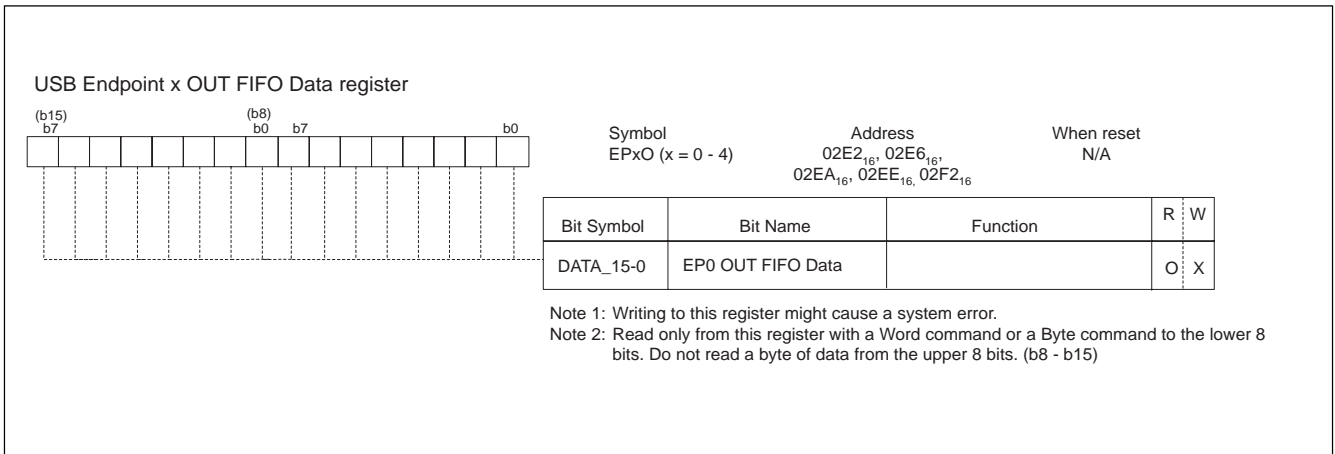 USB Endpoint x OUT FIFO Data register
(b15) (b8)
b7 b0 b7 b0
Symbol Address When reset
EPxO (x = 0 - 4) 02E2₁₆, 02E6₁₆, N/A
02EA₁₆, 02EE₁₆, 02F2₁₆
Bit Symbol Bit Name Function R W
DATA_15-0 EP0 OUT FIFO Data O X
Note 1: Writing to this register might cause a system error.
Note 2: Read only from this register with a Word command or a Byte command to the lower 8
bits. Do not read a byte of data from the upper 8 bits. (b8 - b15)